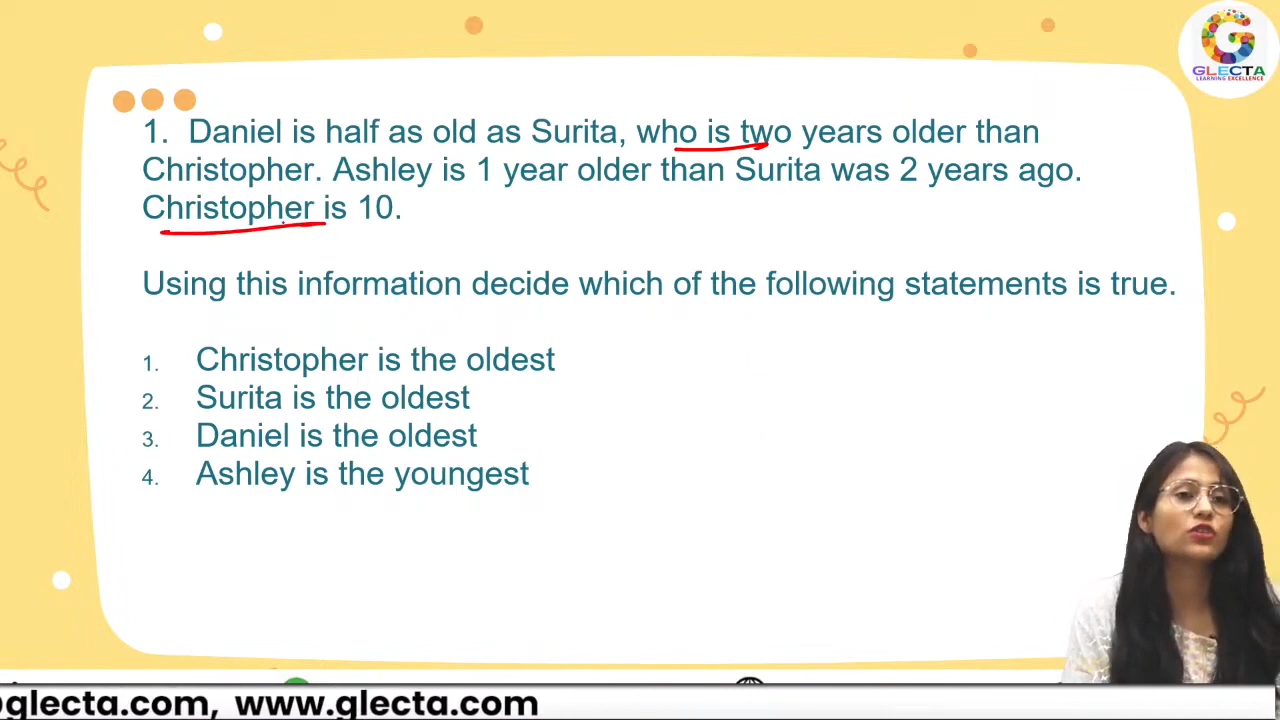 GLECTA
LEARNING EXCELLENCE
1. Daniel is half as old as Surita, who is two years older than
Christopher. Ashley is 1 year older than Surita was 2 years ago.
Christopher is 10.
Using this information decide which of the following statements is true.
1. Christopher is the oldest
2. Surita is the oldest
3. Daniel is the oldest
4. Ashley is the youngest
glecta.com, www.glecta.com